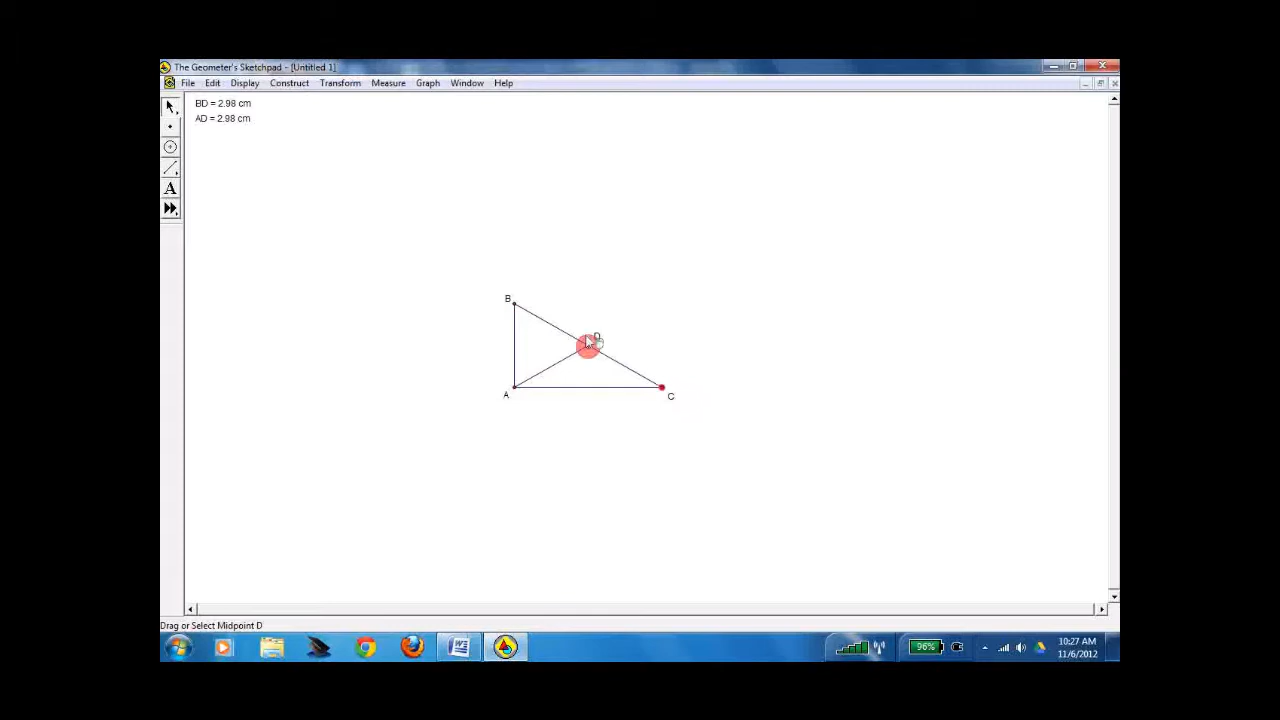 The Geometer's Sketchpad - [Untitled 1]
File Edit Display Construct Transform Measure Graph Window Help
BD = 2.98 cm
AD = 2.98 cm
A
B
D
A
C
Drag or Select Midpoint D
W
96%
10:27 AM
11/6/2012